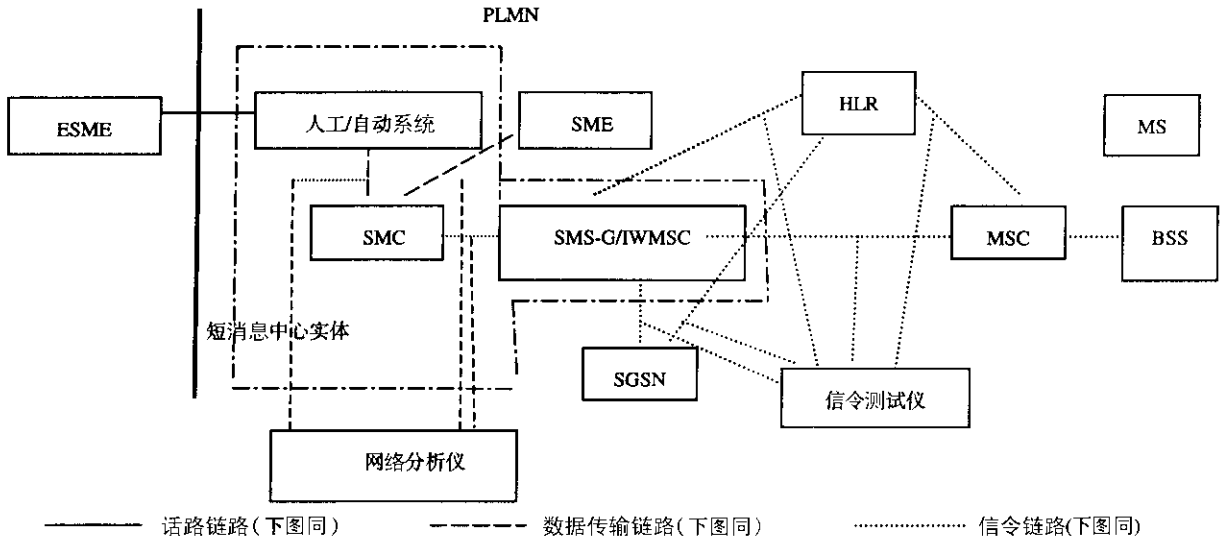 PLMN
ESME
人工/自动系统
SME
HLR
MS
SMC
SMS-G/IWMSC
MSC
BSS
短消息中心实体
SGSN
信令测试仪
网络分析仪
话路链路(下图同)
数据传输链路(下图同)
信令链路(下图同)